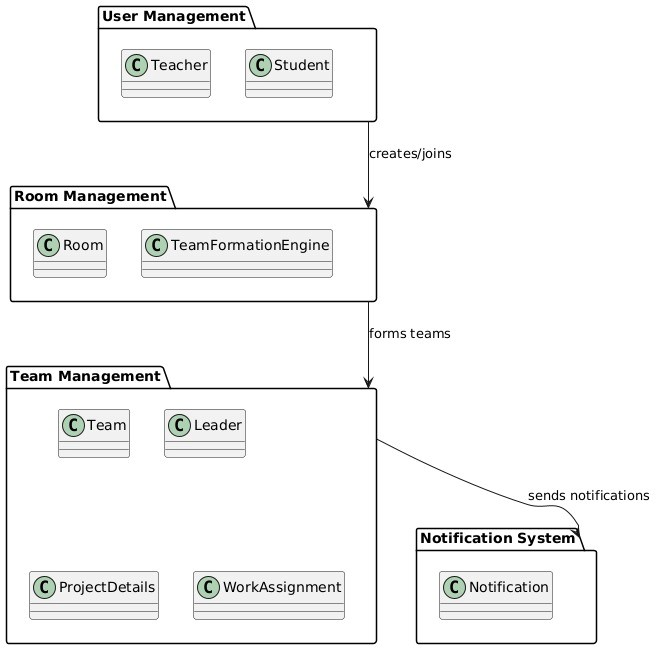 User Management
C Teacher
C Student
creates/joins
Room Management
C Room
C TeamFormationEngine
forms teams
Team Management
C Team
C Leader
sends notifications
Notification System
C ProjectDetails
C WorkAssignment
C Notification